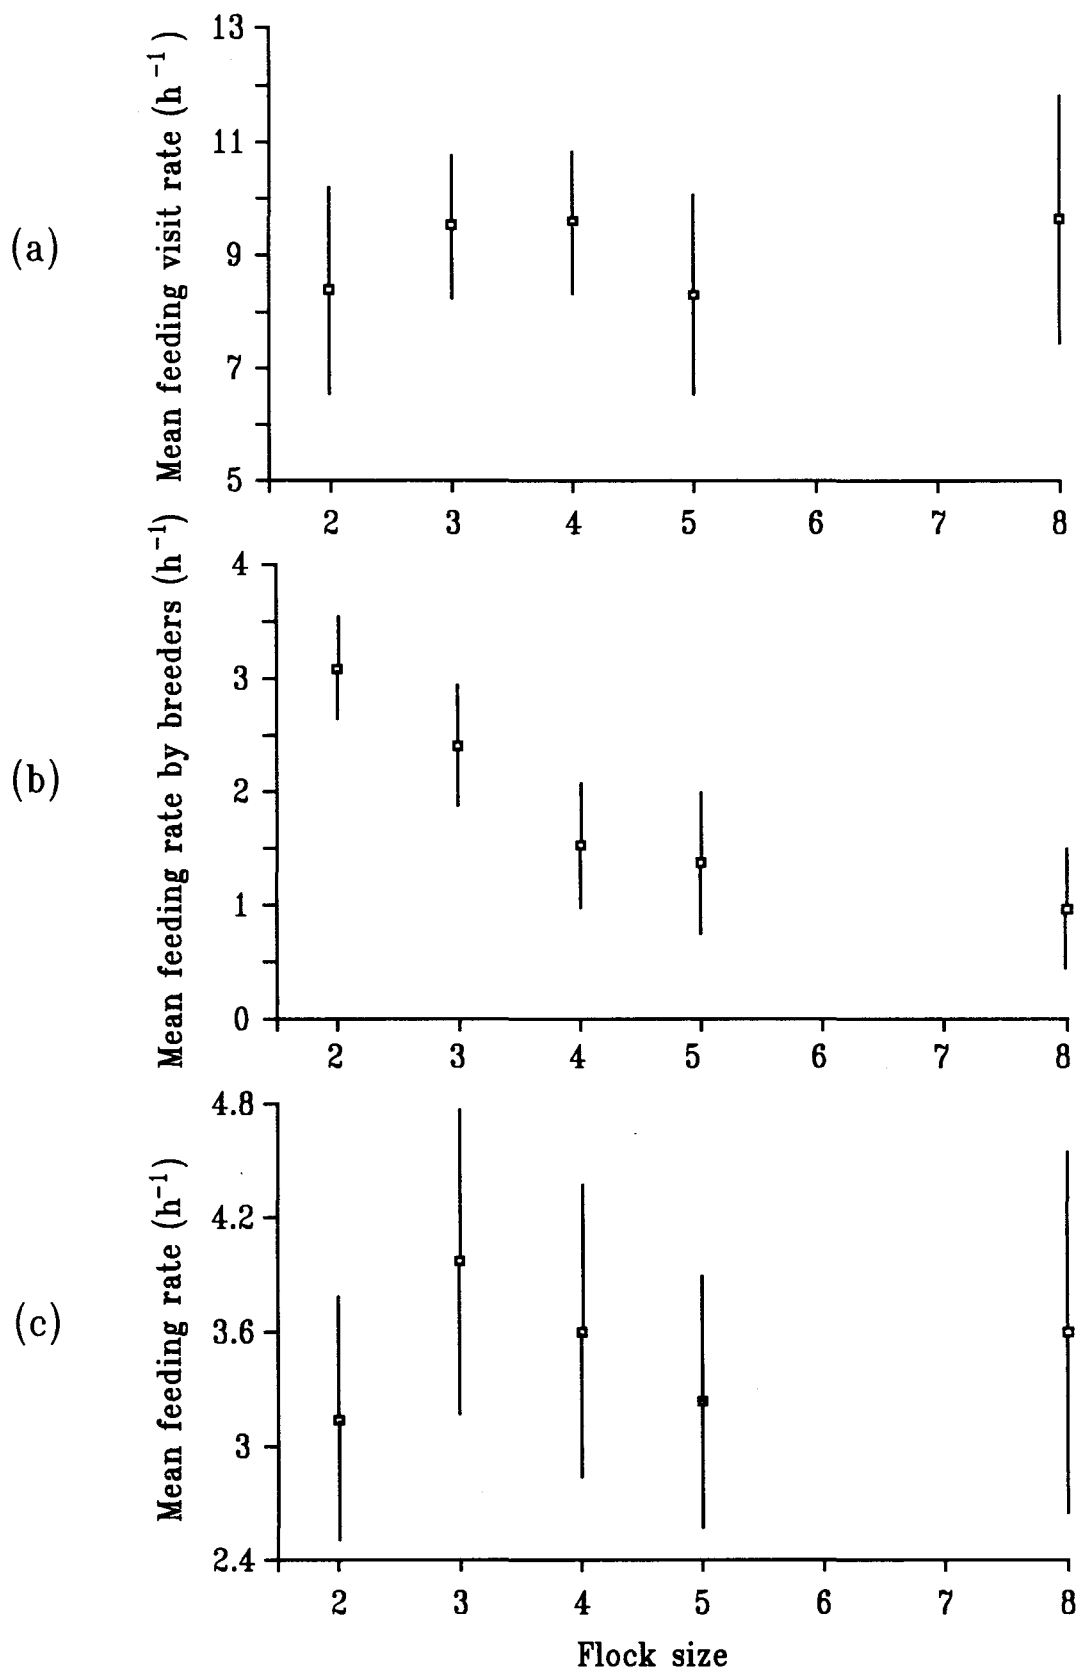 (a)
Mean feeding visit rate (h⁻¹)
13
11
9
7
5
2 3 4 5 6 7 8
(b)
Mean feeding rate by breeders (h⁻¹)
4
3
2
1
0
2 3 4 5 6 7 8
(c)
Mean feeding rate (h⁻¹)
4.8
4.2
3.6
3
2.4
2 3 4 5 6 7 8
Flock size